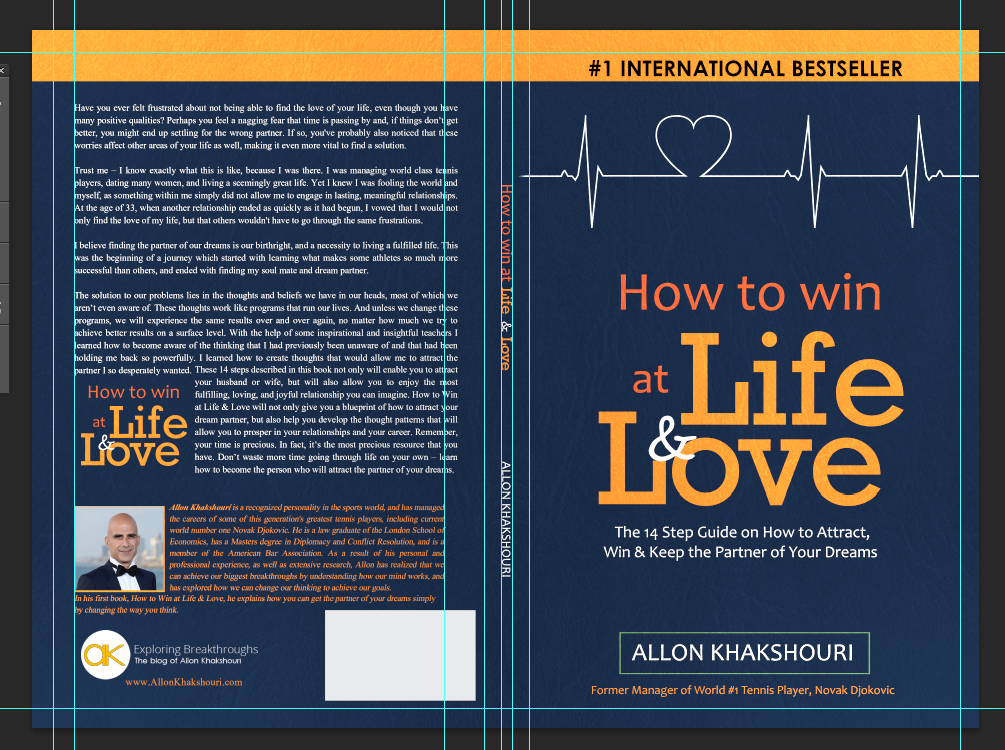 Have you ever felt frustrated about not being able to find the love of your life, even though you have
many positive qualities? Perhaps you feel a nagging fear that time is passing by and, if things don't get
better, you might end up settling for the wrong partner. If so, you've probably also noticed that these
worries affect other areas of your life as well, making it even more vital to find a solution.
Trust me – I know exactly what this is like, because I was there. I was managing world class tennis
players, dating many women, and living a seemingly great life. Yet I knew I was fooling the world and
myself, as something within me simply did not allow me to engage in lasting, meaningful relationships.
At the age of 33, when another relationship ended as quickly as it had begun, I vowed that I would not
only find the love of my life, but that others wouldn't have to go through the same frustrations.
I believe finding the partner of our dreams is our birthright, and a necessity to living a fulfilled life. This
was the beginning of a journey which started with learning what makes some athletes so much more
successful than others, and ended with finding my soul mate and dream partner.
The solution to our problems lies in the thoughts and beliefs we have in our heads, most of which we
aren't even aware of. These thoughts work like programs that run our lives. And unless we change these
programs, we will experience the same results over and over again, no matter how much we try to
achieve better results on a surface level. With the help of some inspirational and insightful teachers I
learned how to become aware of the thinking that I had previously been unaware of and that had been
holding me back so powerfully. I learned how to create thoughts that would allow me to attract the
partner I so desperately wanted. These 14 steps described in this book not only will enable you to attract
your husband or wife, but will also allow you to enjoy the most
fulfilling, loving, and joyful relationship you can imagine. How to Win
at Life & Love will not only give you a blueprint of how to attract your
dream partner, but also help you develop the thought patterns that will
allow you to prosper in your relationships and your career. Remember,
your time is precious. In fact, it's the most precious resource that you
have. Don't waste more time going through life on your own – learn
how to become the person who will attract the partner of your dreams.
How to win
at Life
& Love
Allon Khakshouri is a recognized personality in the sports world, and has managed
the careers of some of this generation's greatest tennis players, including current
world number one Novak Djokovic. He is a law graduate of the London School of
Economics, has a Masters degree in Diplomacy and Conflict Resolution, and is a
member of the American Bar Association. As a result of his personal and
professional experience, as well as extensive research, Allon has realized that we
can achieve our biggest breakthroughs by understanding how our mind works, and
has explored how we can change our thinking to achieve our goals.
In his first book, How to Win at Life & Love, he explains how you can get the partner of your dreams simply
by changing the way you think.
AK
Exploring Breakthroughs
The blog of Allon Khakshouri
www.AllonKhakshouri.com
How to win at Life & Love
ALLON KHAKSHOURI
#1 INTERNATIONAL BESTSELLER
How to win
at Life
& Love
The 14 Step Guide on How to Attract,
Win & Keep the Partner of Your Dreams
ALLON KHAKSHOURI
Former Manager of World #1 Tennis Player, Novak Djokovic